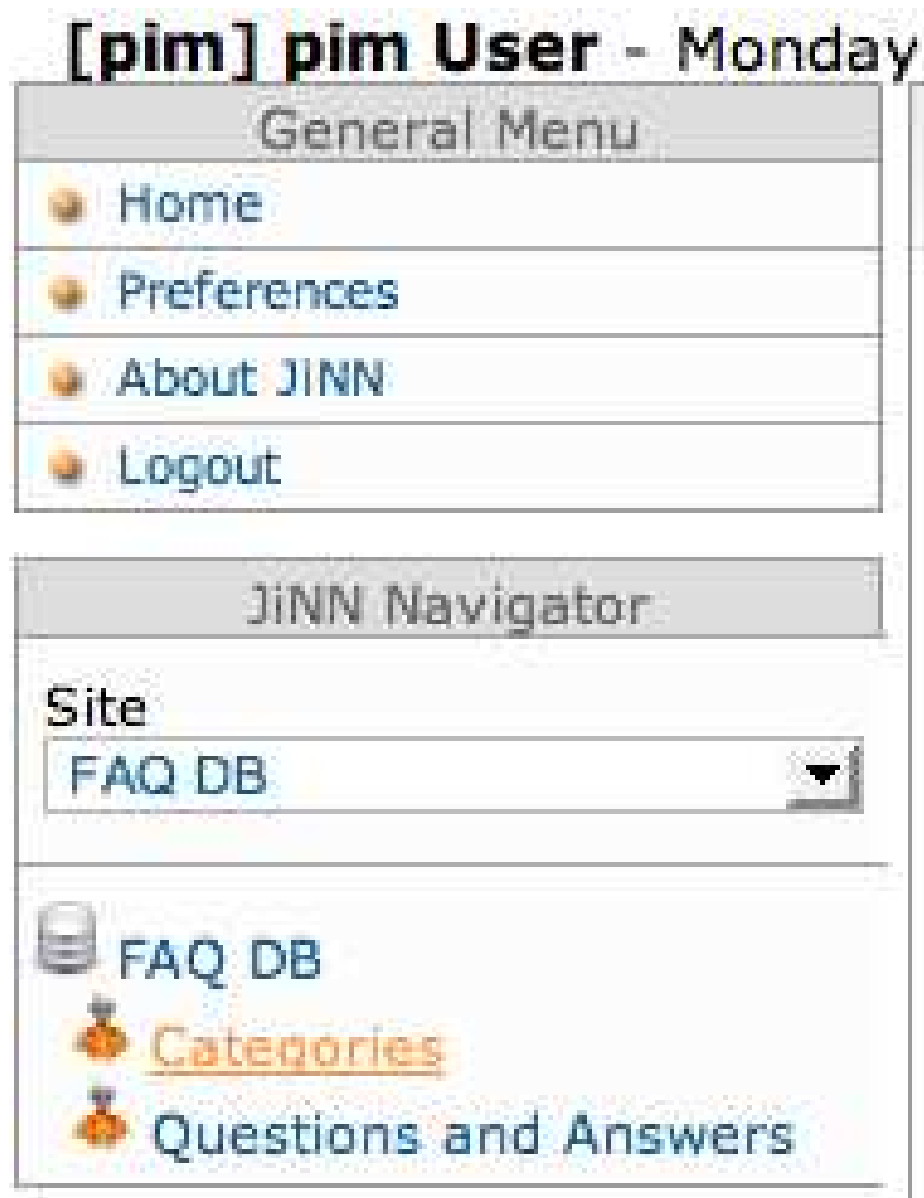 [pim] pim User - Monday
General Menu
Home
Preferences
About JiNN
Logout
JiNN Navigator
Site
FAQ DB
FAQ DB
Categories
Questions and Answers